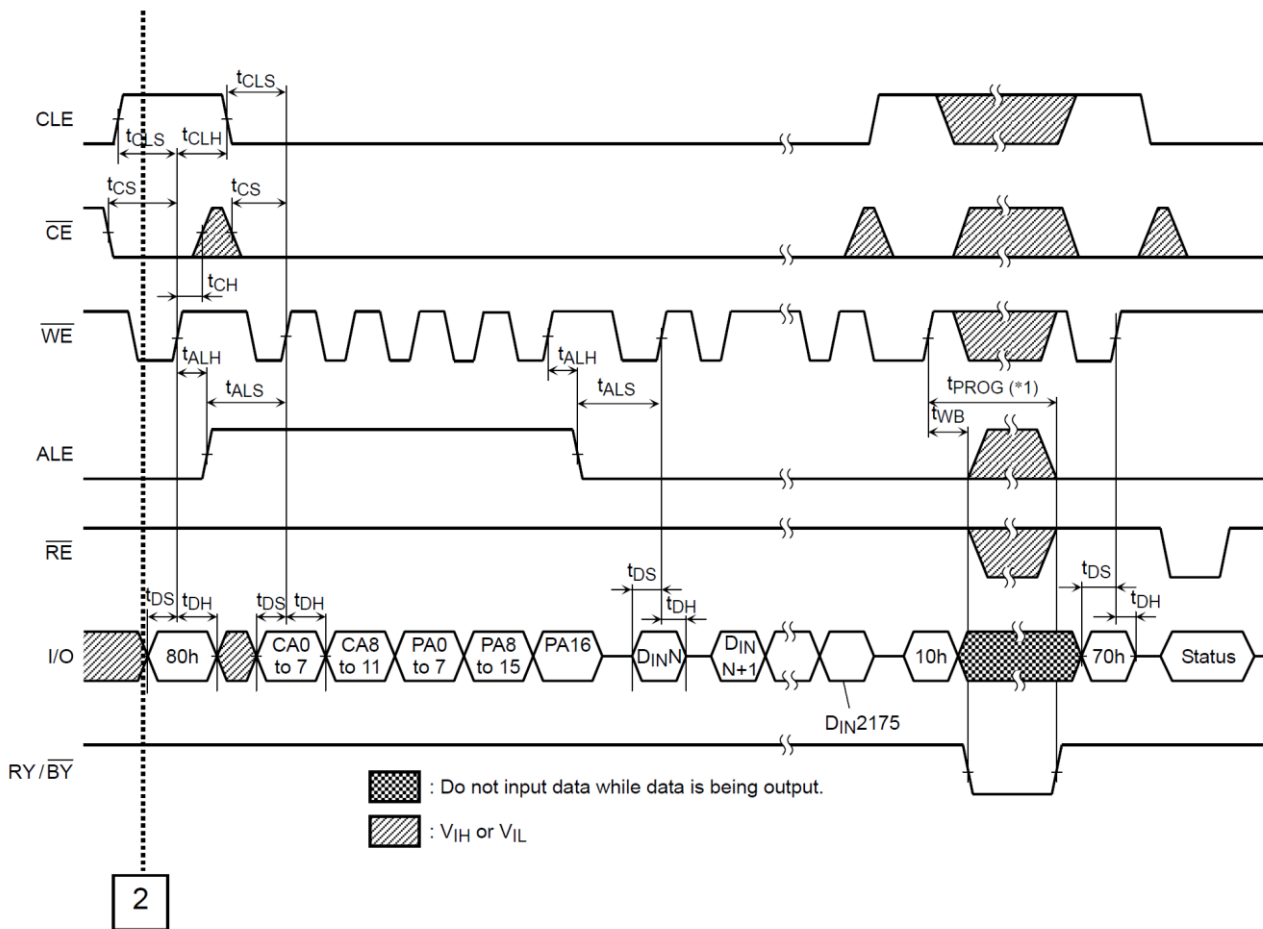 tCLS
CLE
tCLS tCLH
tCS tCS
CE
tCH
WE
tALH tALH
tALS tALS tPROG (*1)
tWB
ALE
RE
tDS tDH tDS tDH tDS tDH tDS tDH
I/O 80h CA0 to 7 CA8 to 11 PA0 to 7 PA8 to 15 PA16 DINN DIN N+1 10h 70h Status
DIN2175
RY / BY
: Do not input data while data is being output.
: VIH or VIL
2